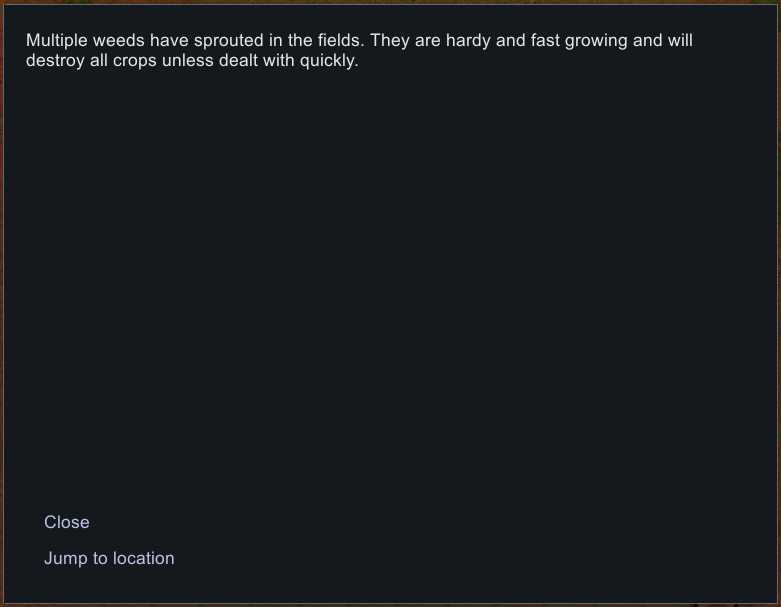 Multiple weeds have sprouted in the fields. They are hardy and fast growing and will
destroy all crops unless dealt with quickly.
Close
Jump to location